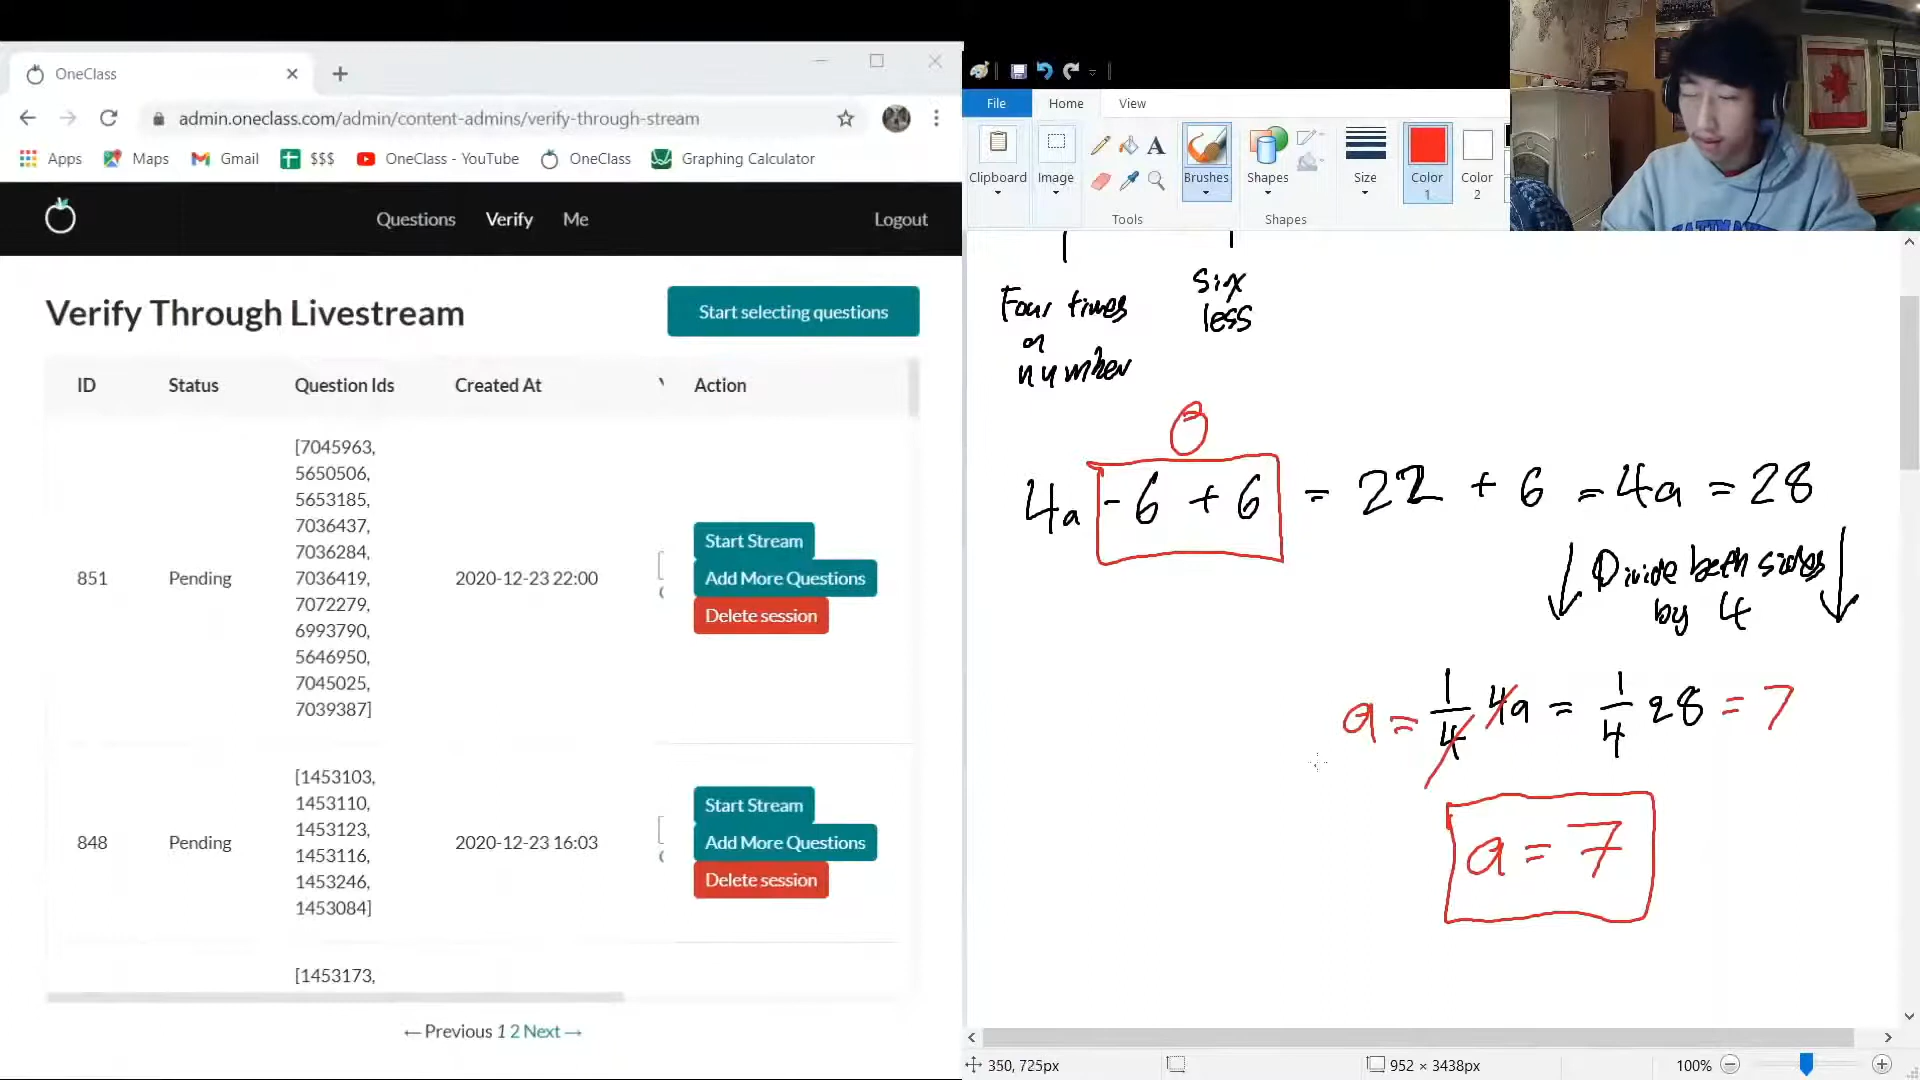 OneClass
admin.oneclass.com/admin/content-admins/verify-through-stream
Apps Maps Gmail $$$ OneClass - YouTube OneClass Graphing Calculator
Questions Verify Me Logout
Verify Through Livestream
Start selecting questions
ID Status Question Ids Created At Action
851 Pending
[7045963,
5650506,
5653185,
7036437,
7036284,
7036419,
7072279,
6993790,
5646950,
7045025,
7039387]
2020-12-23 22:00
Start Stream
Add More Questions
Delete session
848 Pending
[1453103,
1453110,
1453123,
1453116,
1453246,
1453084]
2020-12-23 16:03
Start Stream
Add More Questions
Delete session
[1453173,
← Previous 1 2 Next →
File Home View
Clipboard Image Tools Brushes Shapes Shapes Size Color 1 Color 2
Four times
a
number
six
less
0
4a -6 + 6 = 22 + 6 = 4a = 28
Divide both sides
by 4
a = 1/4 4a = 1/4 28 = 7
a = 7
350, 725px 952 × 3438px 100%